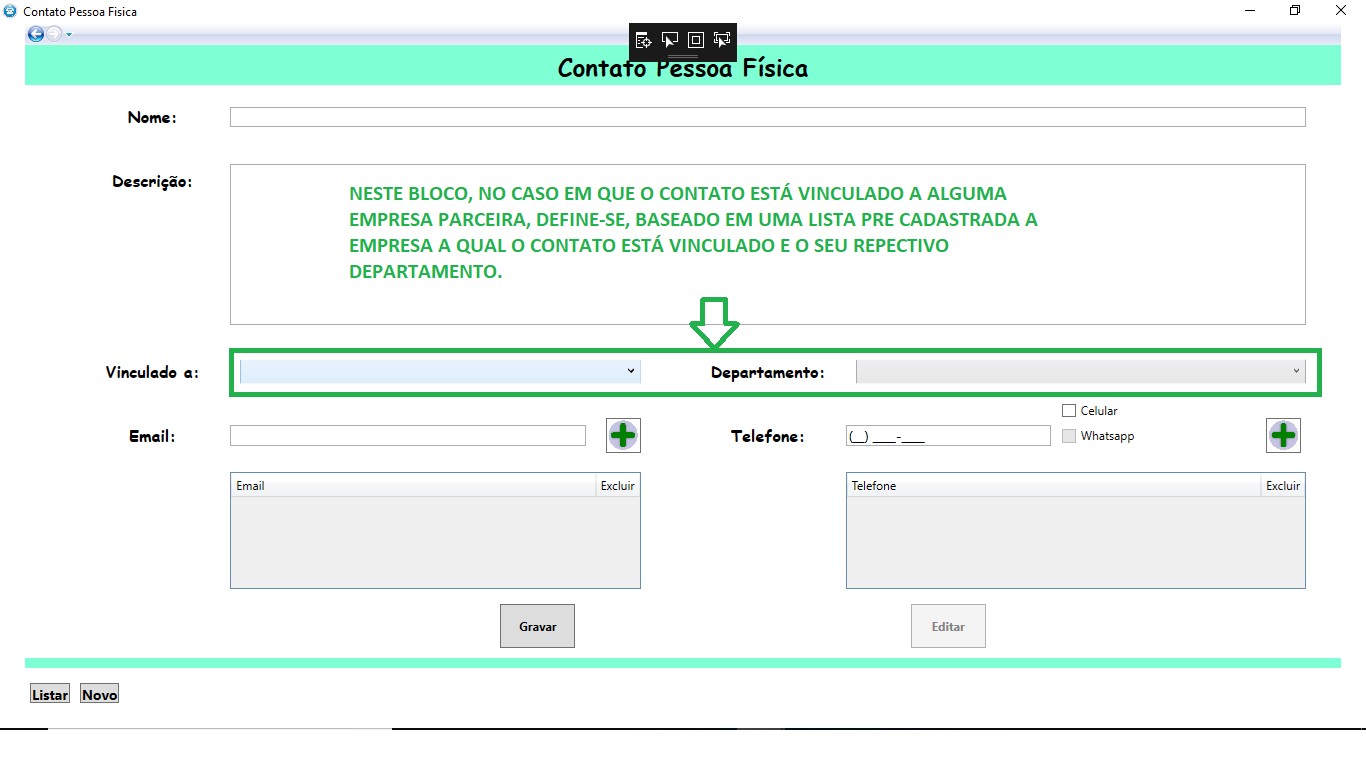 Contato Pessoa Fisica
Contato Pessoa Física
Nome:
Descrição:
NESTE BLOCO, NO CASO EM QUE O CONTATO ESTÁ VINCULADO A ALGUMA
EMPRESA PARCEIRA, DEFINE-SE, BASEADO EM UMA LISTA PRE CADASTRADA A
EMPRESA A QUAL O CONTATO ESTÁ VINCULADO E O SEU REPECTIVO
DEPARTAMENTO.
Vinculado a: Departamento:
Celular
Email: Telefone: (__) ____-____ Whatsapp
Email Excluir Telefone Excluir
Gravar Editar
Listar Novo